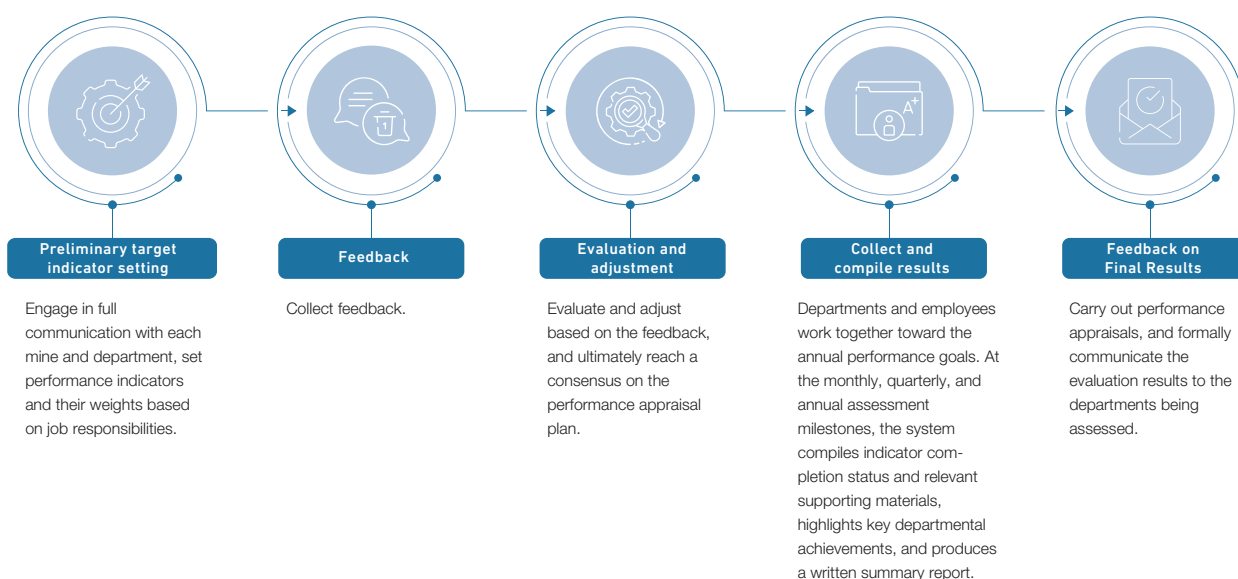 1
A+
Preliminary target
indicator setting
Engage in full
communication with each
mine and department, set
performance indicators
and their weights based
on job responsibilities.
Feedback
Collect feedback.
Evaluation and
adjustment
Evaluate and adjust
based on the feedback,
and ultimately reach a
consensus on the
performance appraisal
plan.
Collect and
compile results
Departments and employees
work together toward the
annual performance goals. At
the monthly, quarterly, and
annual assessment
milestones, the system
compiles indicator com-
pletion status and relevant
supporting materials,
highlights key departmental
achievements, and produces
a written summary report.
Feedback on
Final Results
Carry out performance
appraisals, and formally
communicate the
evaluation results to the
departments being
assessed.